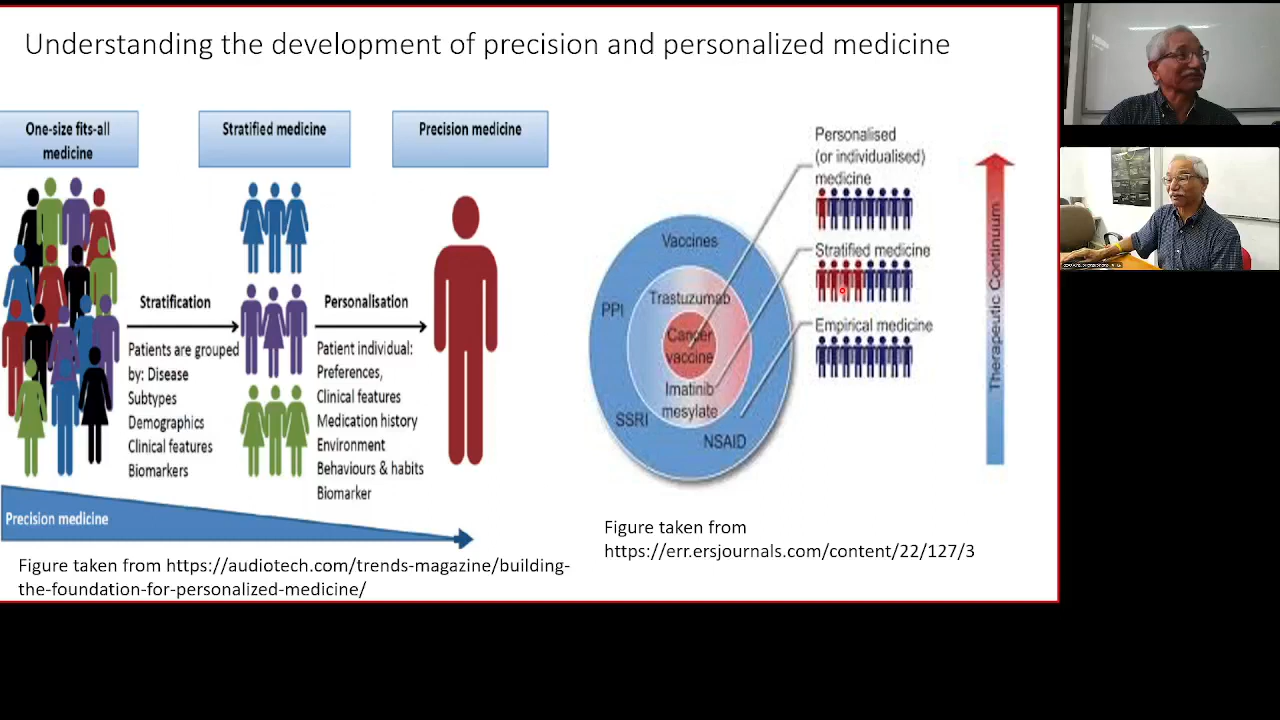 Understanding the development of precision and personalized medicine
One-size fits-all
medicine
Stratified medicine
Precision medicine
Stratification
Patients are grouped
by: Disease
Subtypes
Demographics
Clinical features
Biomarkers
Personalisation
Patient individual:
Preferences,
Clinical features
Medication history
Environment
Behaviours & habits
Biomarker
Precision medicine
Figure taken from https://audiotech.com/trends-magazine/building-
the-foundation-for-personalized-medicine/
Vaccines
PPI
Trastuzumab
Cancer
vaccine
Imatinib
mesylate
SSRI
NSAID
Personalised
(or individualised)
medicine
Stratified medicine
Empirical medicine
Therapeutic Continuum
Figure taken from
https://err.ersjournals.com/content/22/127/3